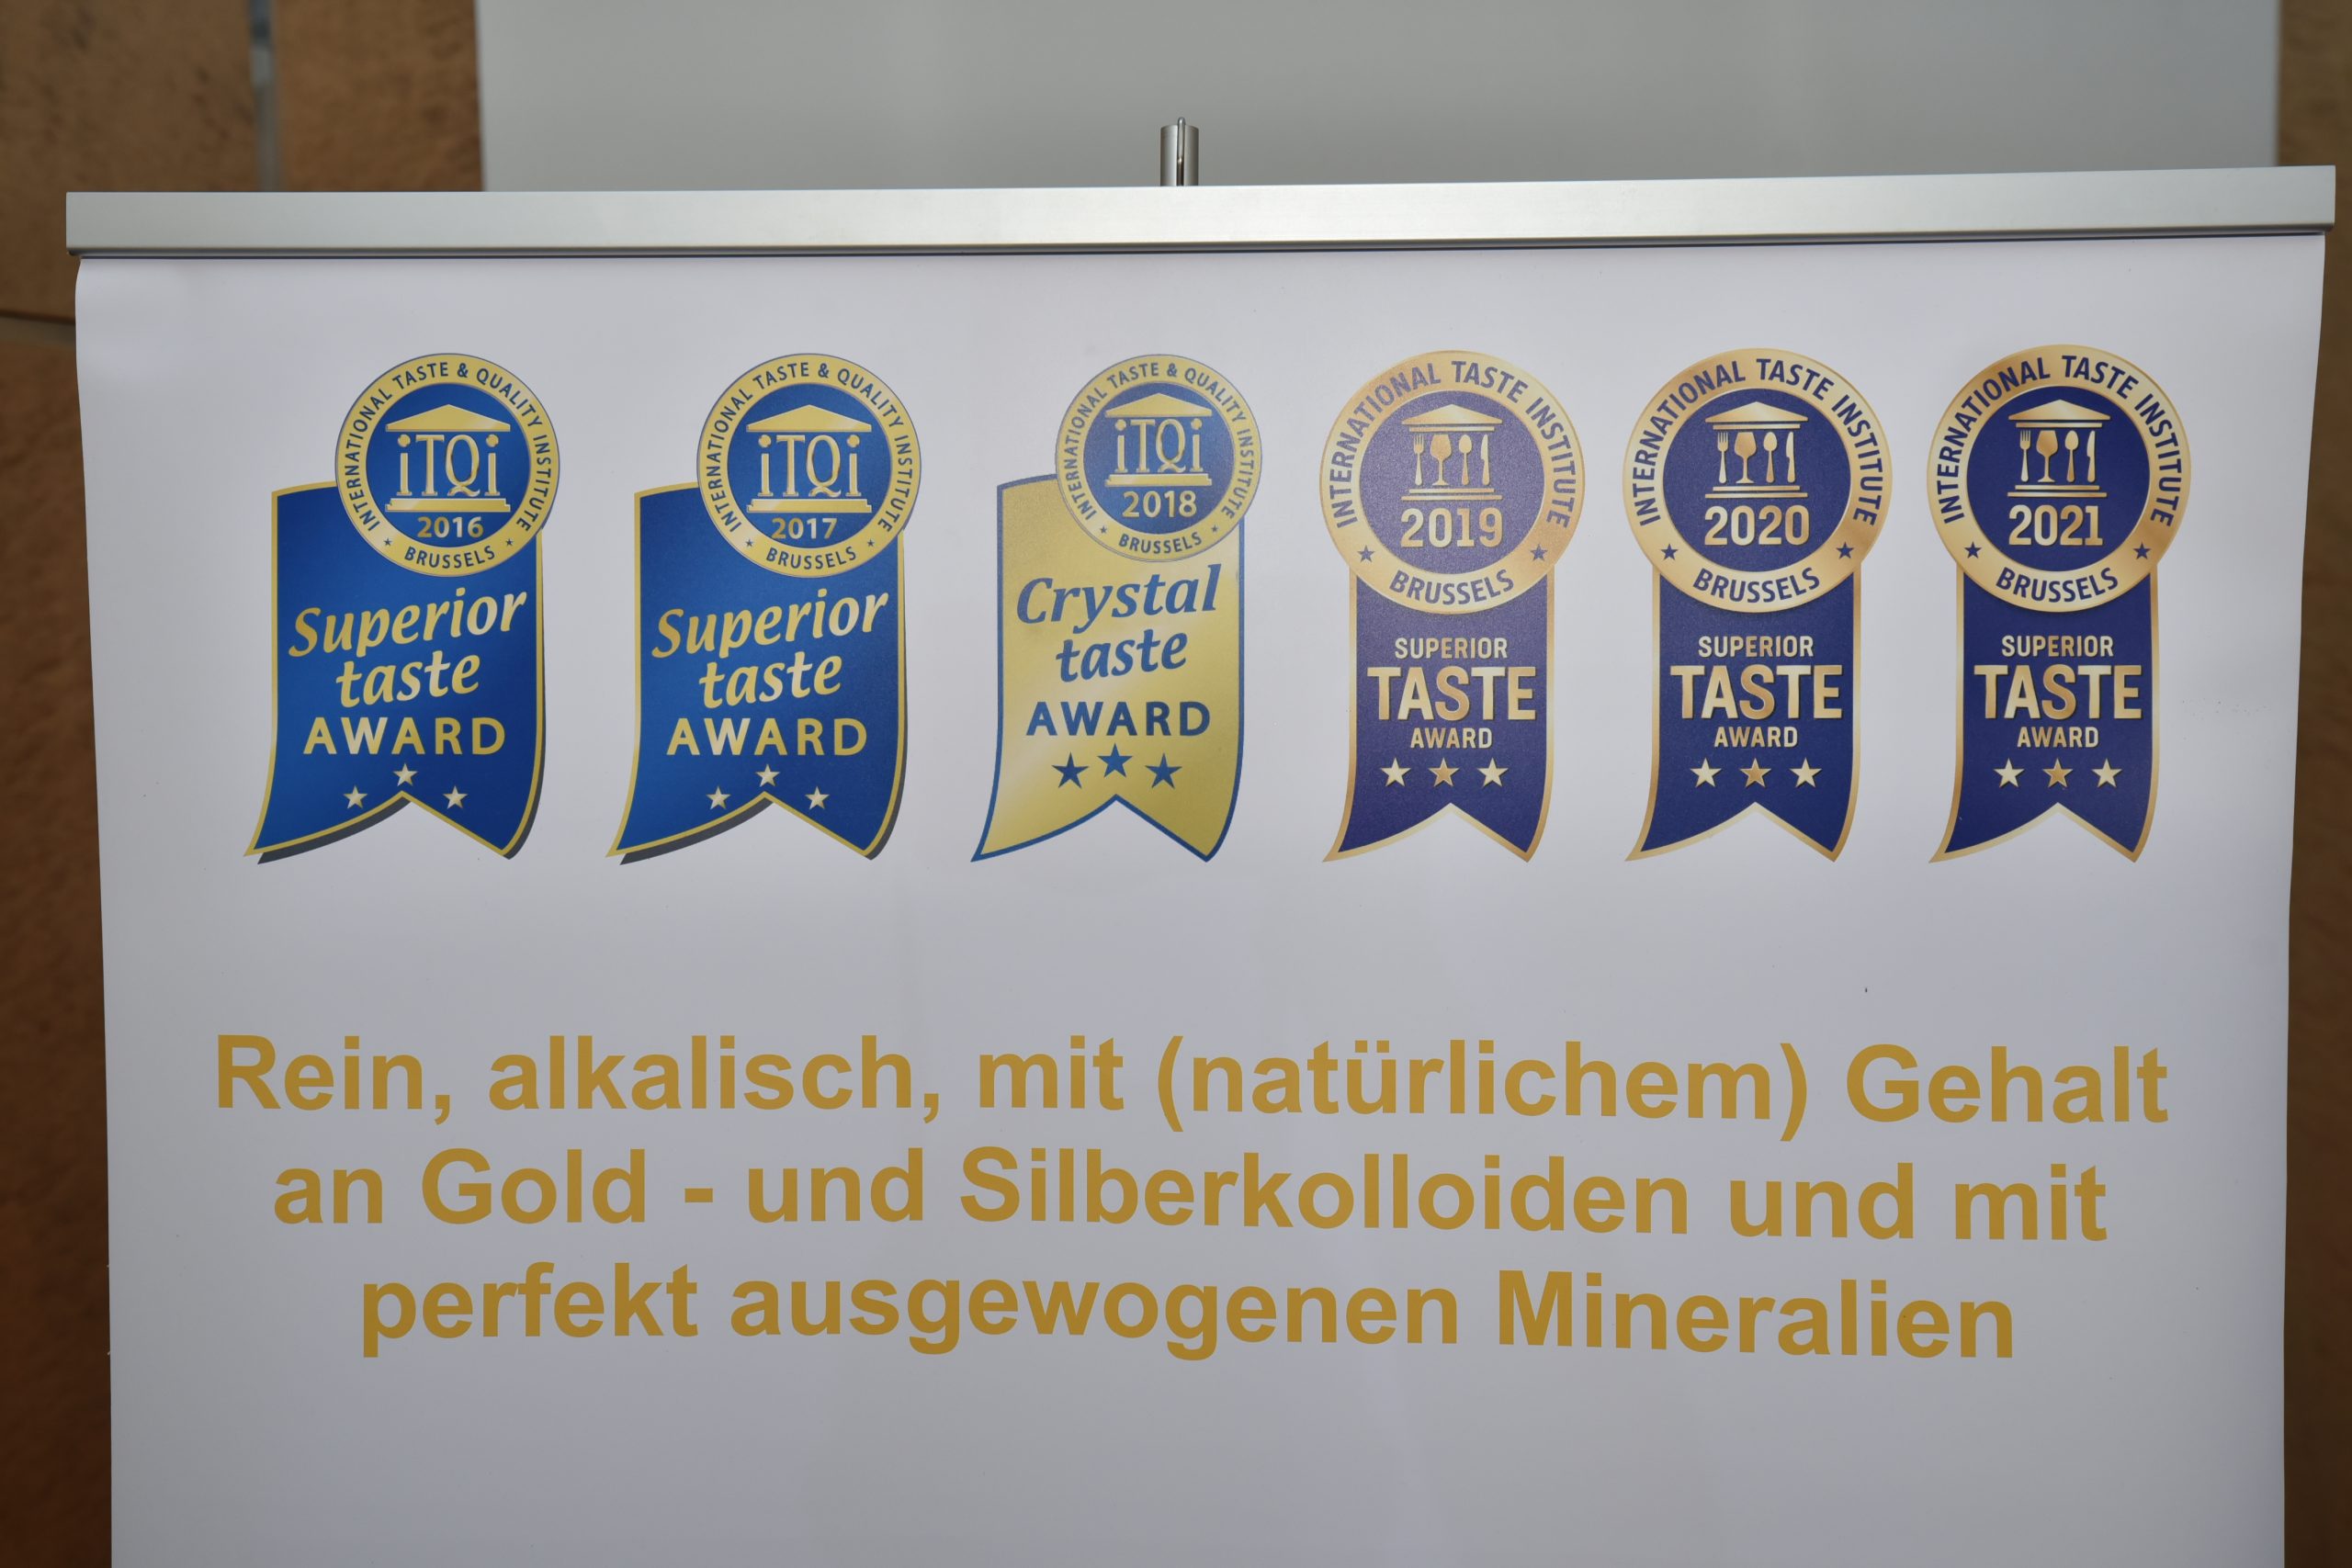 INTERNATIONAL TASTE & QUALITY INSTITUTE
iTQi
2016
BRUSSELS
Superior
taste
AWARD
INTERNATIONAL TASTE & QUALITY INSTITUTE
iTQi
2017
BRUSSELS
Superior
taste
AWARD
INTERNATIONAL TASTE & QUALITY INSTITUTE
iTQi
2018
BRUSSELS
Crystal
taste
AWARD
INTERNATIONAL TASTE INSTITUTE
2019
BRUSSELS
SUPERIOR
TASTE
AWARD
INTERNATIONAL TASTE INSTITUTE
2020
BRUSSELS
SUPERIOR
TASTE
AWARD
INTERNATIONAL TASTE INSTITUTE
2021
BRUSSELS
SUPERIOR
TASTE
AWARD
Rein, alkalisch, mit (natürlichem) Gehalt
an Gold - und Silberkolloiden und mit
perfekt ausgewogenen Mineralien